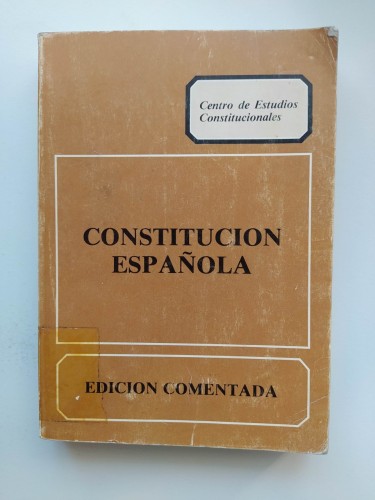 Centro de Estudios
Constitucionales
CONSTITUCION
ESPAÑOLA
EDICION COMENTADA